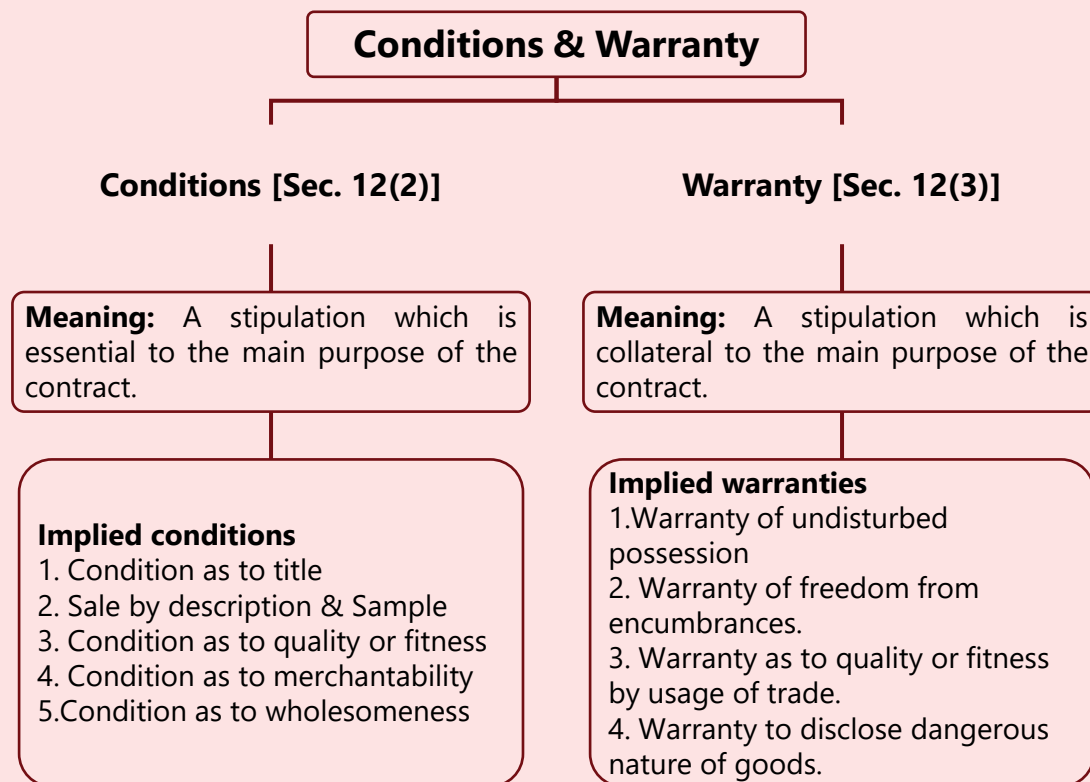 Conditions & Warranty
Conditions [Sec. 12(2)]
Warranty [Sec. 12(3)]
Meaning: A stipulation which is
essential to the main purpose of the
contract.
Meaning: A stipulation which is
collateral to the main purpose of the
contract.
Implied conditions
1. Condition as to title
2. Sale by description & Sample
3. Condition as to quality or fitness
4. Condition as to merchantability
5.Condition as to wholesomeness
Implied warranties
1.Warranty of undisturbed
possession
2. Warranty of freedom from
encumbrances.
3. Warranty as to quality or fitness
by usage of trade.
4. Warranty to disclose dangerous
nature of goods.